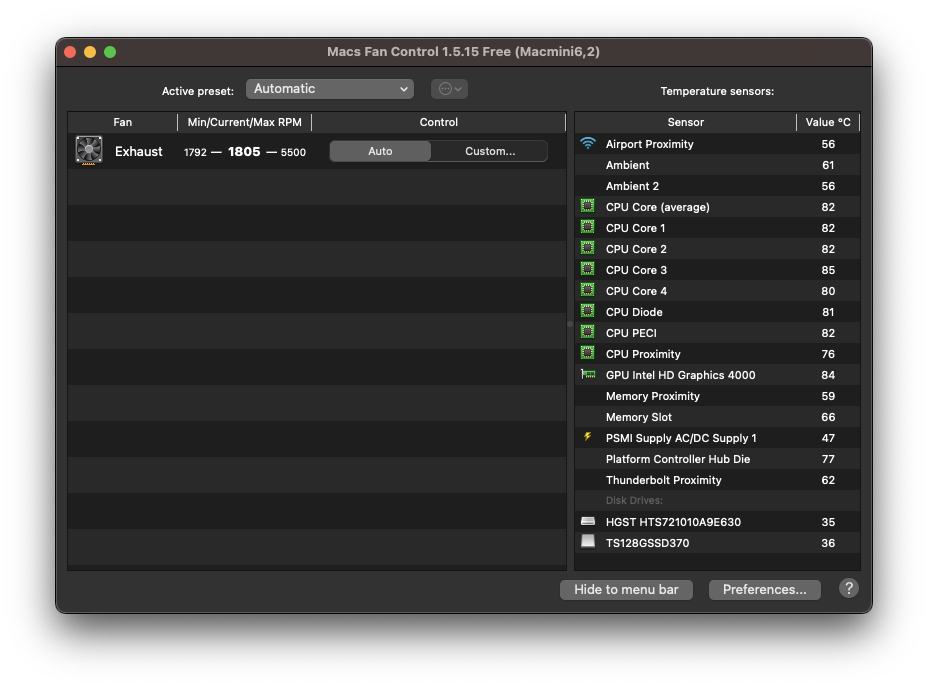 Macs Fan Control 1.5.15 Free (Macmini6,2)
Active preset: Automatic
Temperature sensors:
Fan Min/Current/Max RPM Control
Exhaust 1792 — 1805 — 5500 Auto Custom...
Sensor Value °C
Airport Proximity 56
Ambient 61
Ambient 2 56
CPU Core (average) 82
CPU Core 1 82
CPU Core 2 82
CPU Core 3 85
CPU Core 4 80
CPU Diode 81
CPU PECI 82
CPU Proximity 76
GPU Intel HD Graphics 4000 84
Memory Proximity 59
Memory Slot 66
PSMI Supply AC/DC Supply 1 47
Platform Controller Hub Die 77
Thunderbolt Proximity 62
Disk Drives:
HGST HTS721010A9E630 35
TS128GSSD370 36
Hide to menu bar Preferences... ?